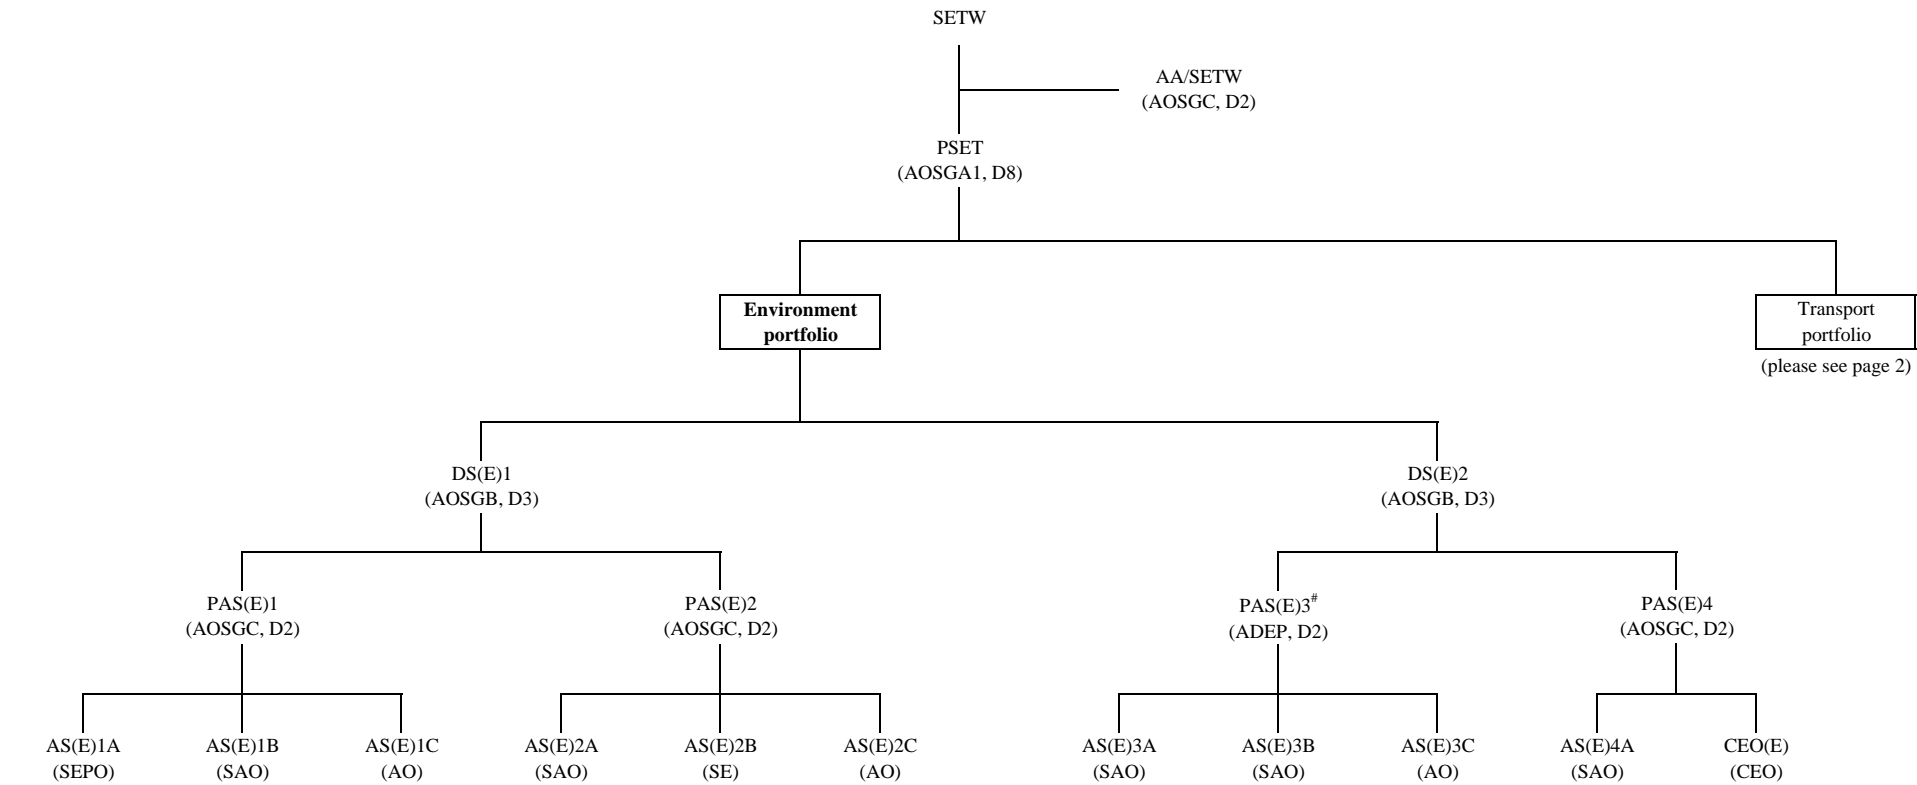 SETW
AA/SETW
(AOSGC, D2)
PSET
(AOSGA1, D8)
Environment
portfolio
Transport
portfolio
(please see page 2)
DS(E)1
(AOSGB, D3)
DS(E)2
(AOSGB, D3)
PAS(E)1
(AOSGC, D2)
PAS(E)2
(AOSGC, D2)
PAS(E)3#
(ADEP, D2)
PAS(E)4
(AOSGC, D2)
AS(E)1A
(SEPO)
AS(E)1B
(SAO)
AS(E)1C
(AO)
AS(E)2A
(SAO)
AS(E)2B
(SE)
AS(E)2C
(AO)
AS(E)3A
(SAO)
AS(E)3B
(SAO)
AS(E)3C
(AO)
AS(E)4A
(SAO)
CEO(E)
(CEO)